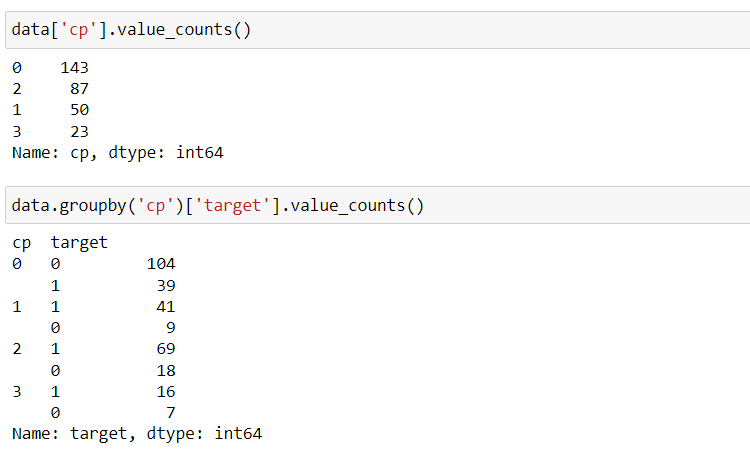 data['cp'].value_counts()
0    143
2     87
1     50
3     23
Name: cp, dtype: int64
data.groupby('cp')['target'].value_counts()
cp  target
0   0         104
    1          39
1   1          41
    0           9
2   1          69
    0          18
3   1          16
    0           7
Name: target, dtype: int64